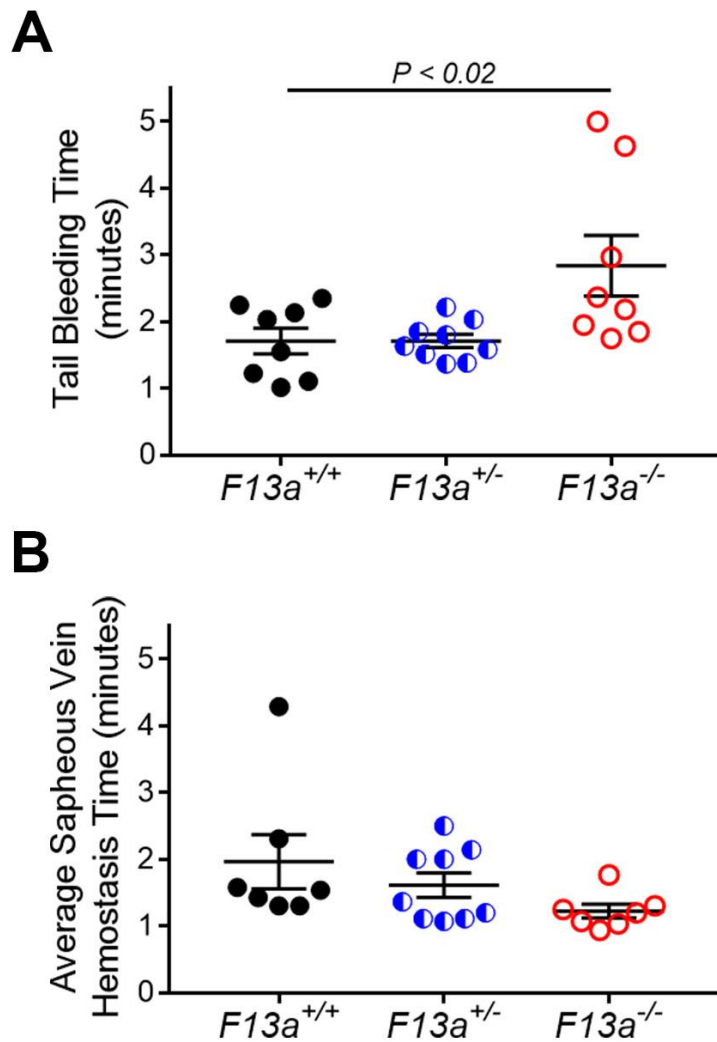 A
P < 0.02
Tail Bleeding Time
(minutes)
5
4
3
2
1
0
F13a+/+
F13a+/-
F13a-/-
B
Average Sapheous Vein
Hemostasis Time (minutes)
5
4
3
2
1
0
F13a+/+
F13a+/-
F13a-/-